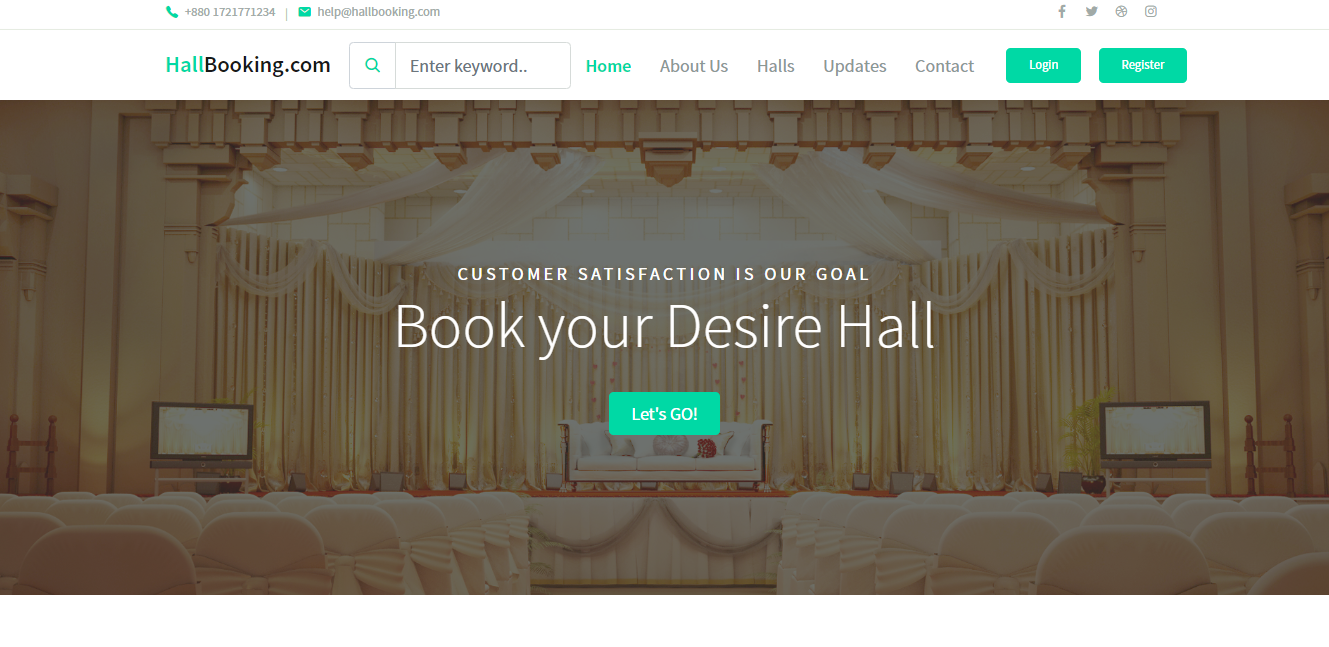 +880 1721771234 | help@hallbooking.com
HallBooking.com Enter keyword.. Home About Us Halls Updates Contact Login Register
CUSTOMER SATISFACTION IS OUR GOAL
Book your Desire Hall
Let's GO!